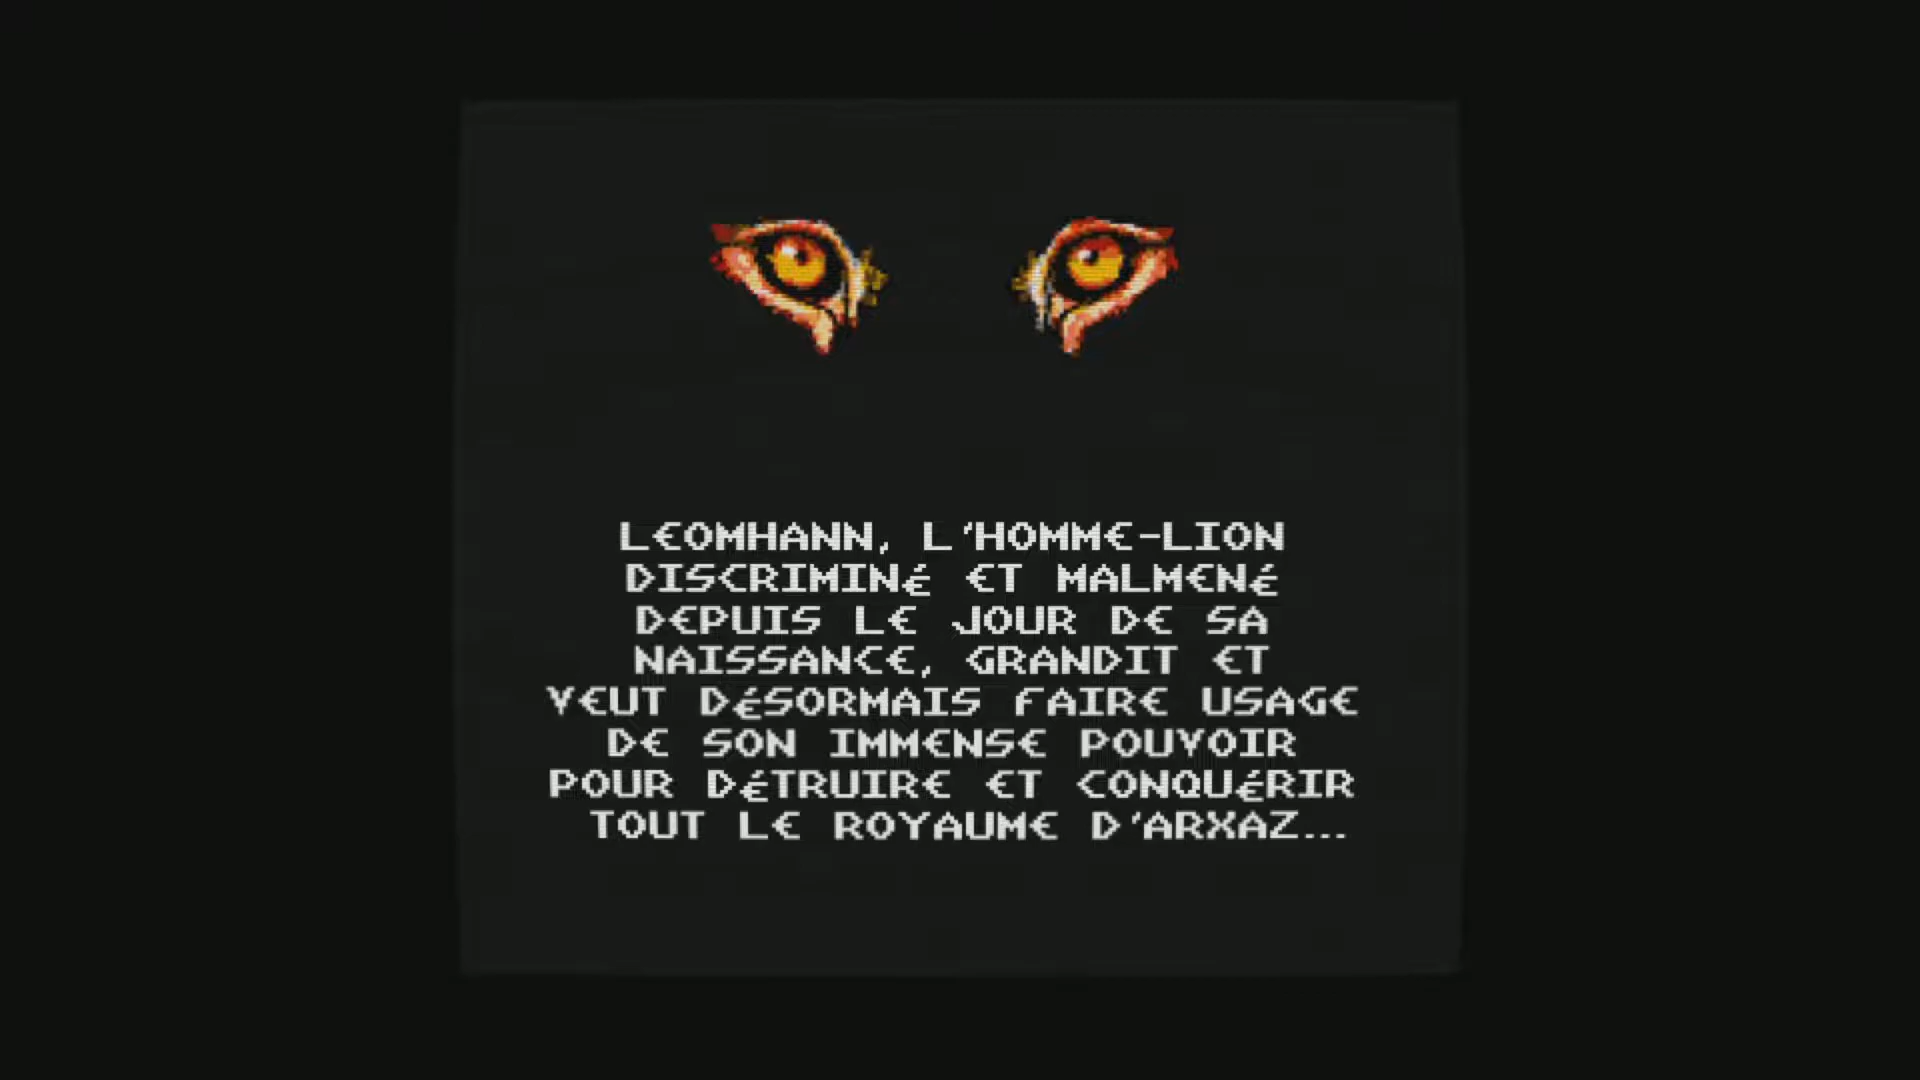 LEOMHANN, L'HOMME-LION
DISCRIMINÉ ET MALMENÉ
DEPUIS LE JOUR DE SA
NAISSANCE, GRANDIT ET
VEUT DÉSORMAIS FAIRE USAGE
DE SON IMMENSE POUVOIR
POUR DÉTRUIRE ET CONQUÉRIR
TOUT LE ROYAUME D'ARXAZ...